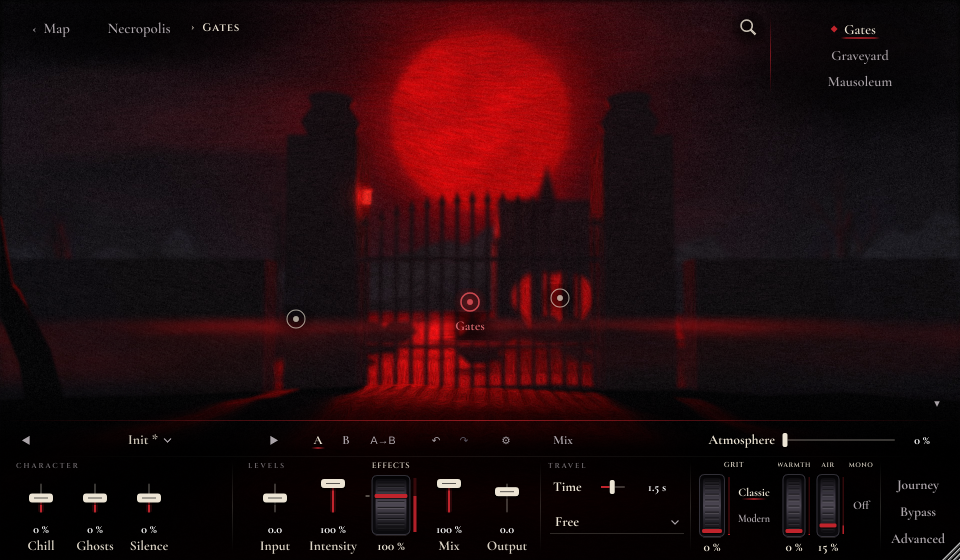 ‹ Map Necropolis › GATES
Gates
Graveyard
Mausoleum
Gates
Init * A B A→B Mix Atmosphere 0 %
CHARACTER LEVELS EFFECTS TRAVEL GRIT WARMTH AIR MONO
Time 1.5 s
Classic
Modern
Off
Free
0 % 0 % 0 % 0.0 100 % 100 % 100 % 0.0 0 % 0 % 15 %
Chill Ghosts Silence Input Intensity Mix Output
Journey
Bypass
Advanced